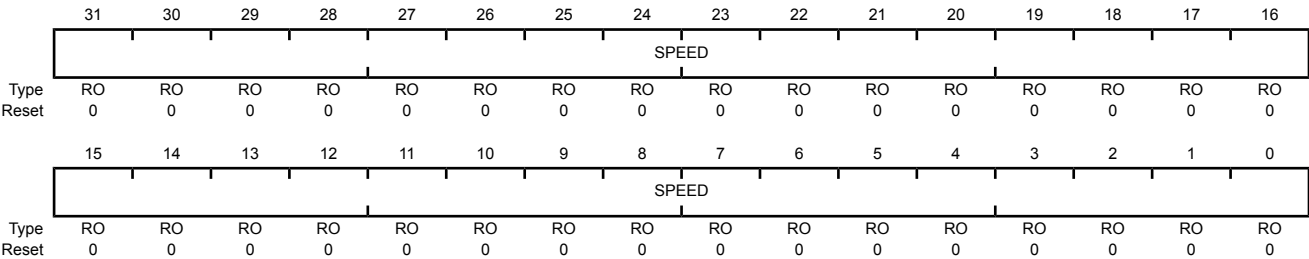 31 30 29 28 27 26 25 24 23 22 21 20 19 18 17 16
SPEED
Type RO RO RO RO RO RO RO RO RO RO RO RO RO RO RO RO
Reset 0 0 0 0 0 0 0 0 0 0 0 0 0 0 0 0
15 14 13 12 11 10 9 8 7 6 5 4 3 2 1 0
SPEED
Type RO RO RO RO RO RO RO RO RO RO RO RO RO RO RO RO
Reset 0 0 0 0 0 0 0 0 0 0 0 0 0 0 0 0